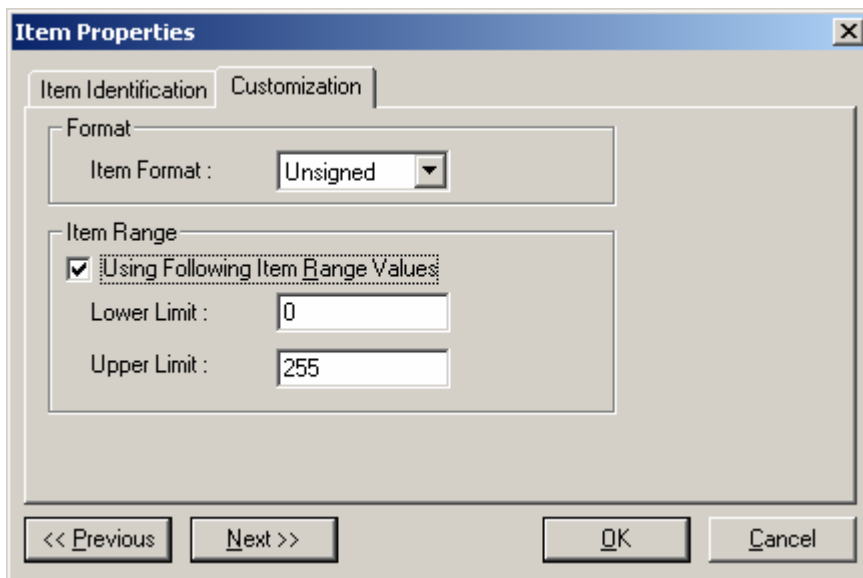 Item Properties
Item Identification
Customization
Format
Item Format :
Unsigned
Item Range
Using Following Item Range Values
Lower Limit :
0
Upper Limit :
255
<< Previous
Next >>
OK
Cancel